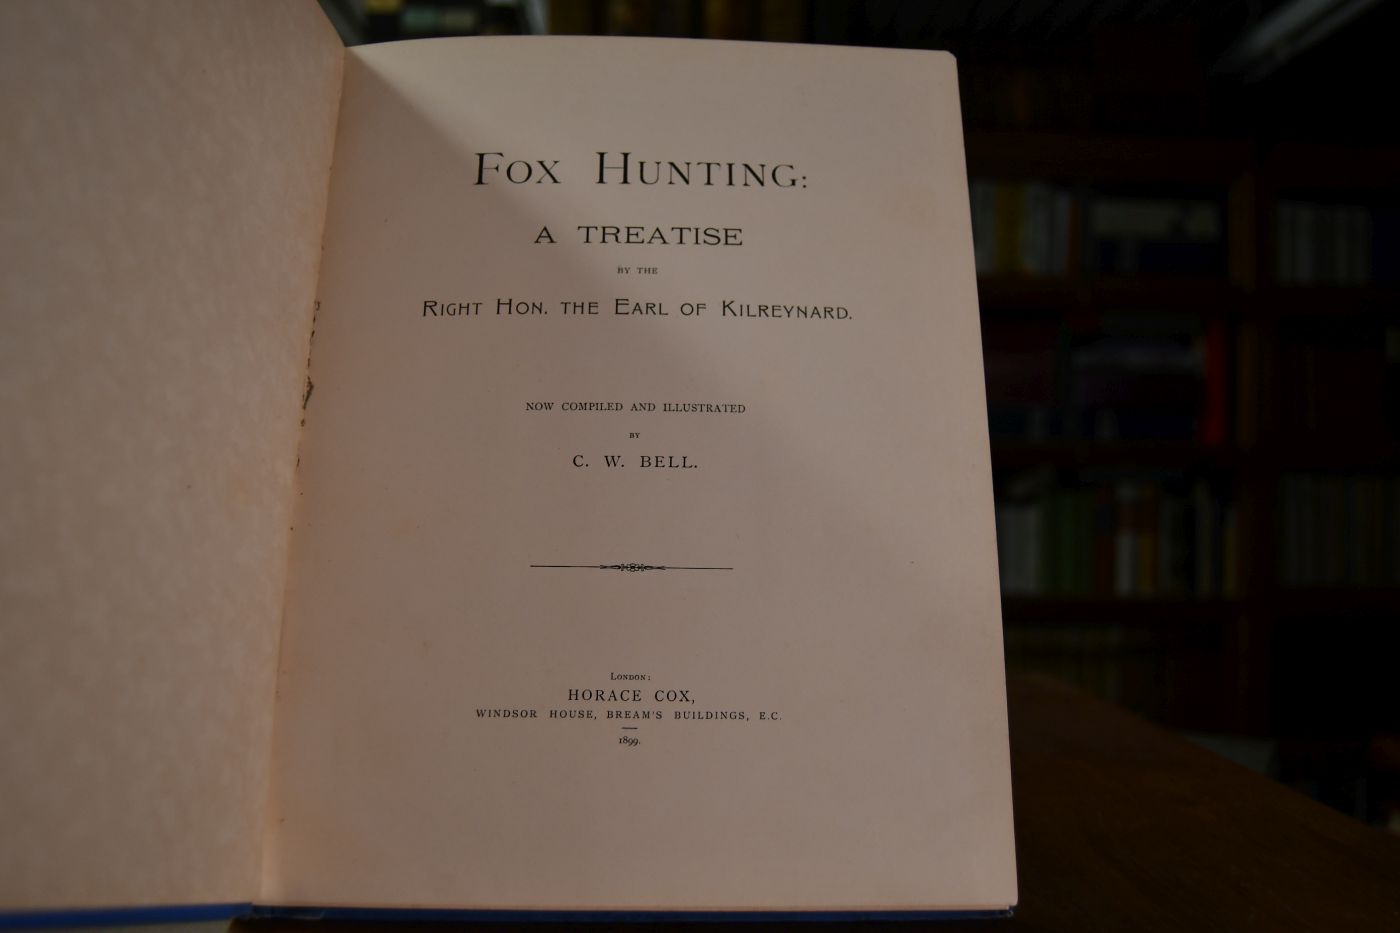 FOX HUNTING:
A TREATISE
BY THE
RIGHT HON. THE EARL OF KILREYNARD.
NOW COMPILED AND ILLUSTRATED
BY
C. W. BELL.
LONDON:
HORACE COX,
WINDSOR HOUSE, BREAM'S BUILDINGS, E.C.
1899.